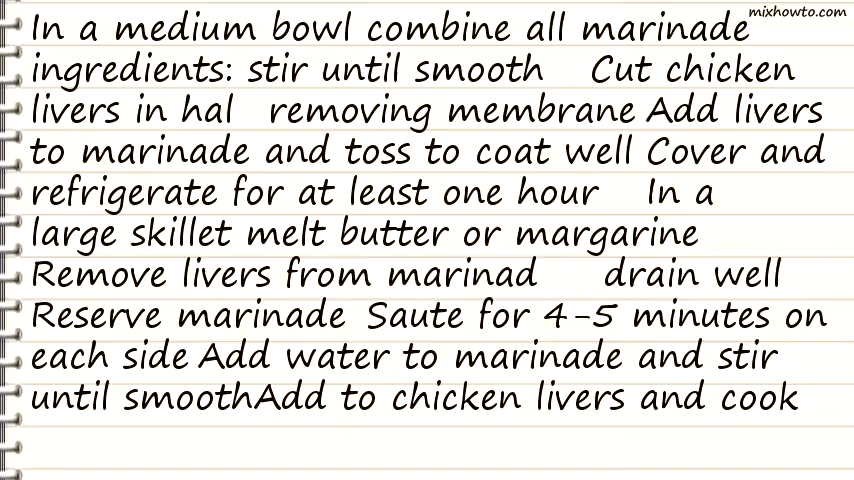 mixhowto.com
In a medium bowl combine all marinade
ingredients: stir until smooth Cut chicken
livers in hal removing membrane Add livers
to marinade and toss to coat well Cover and
refrigerate for at least one hour In a
large skillet melt butter or margarine
Remove livers from marinad drain well
Reserve marinade Saute for 4-5 minutes on
each side Add water to marinade and stir
until smoothAdd to chicken livers and cook